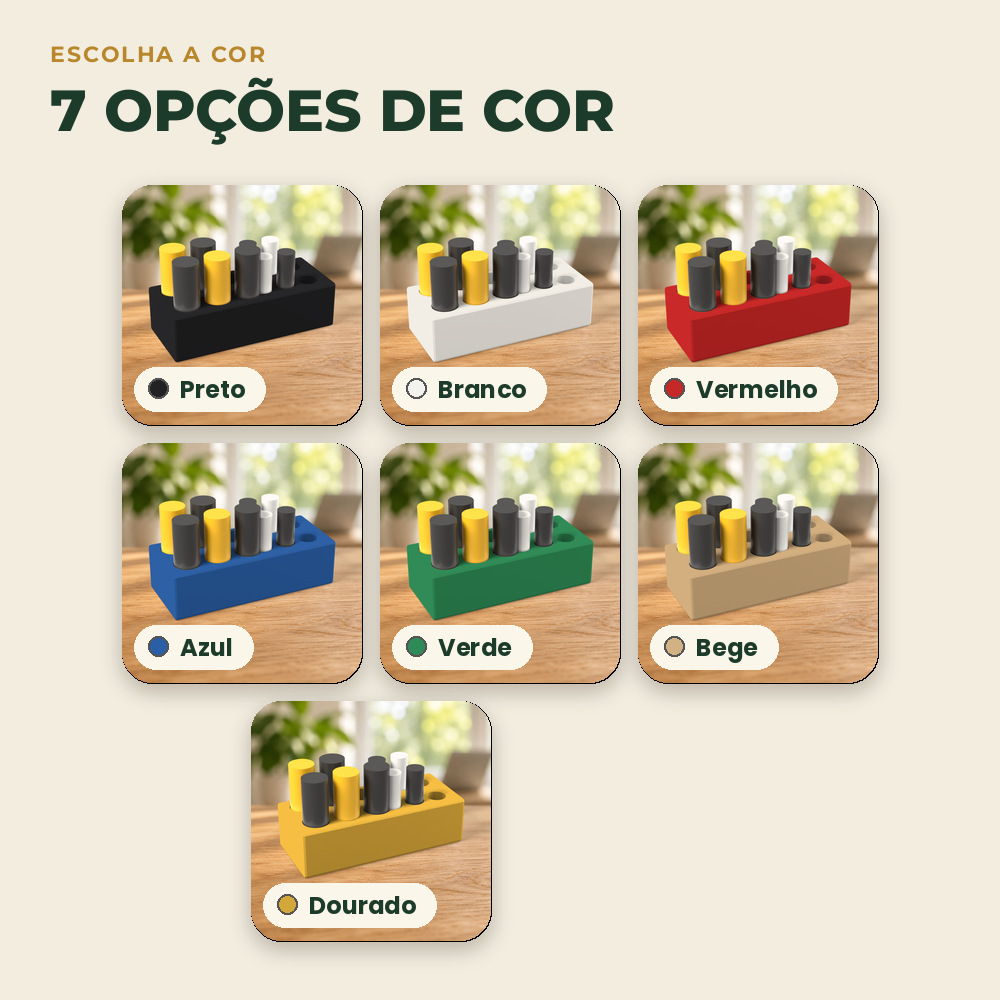 ESCOLHA A COR
7 OPÇÕES DE COR
Preto
Branco
Vermelho
Azul
Verde
Bege
Dourado